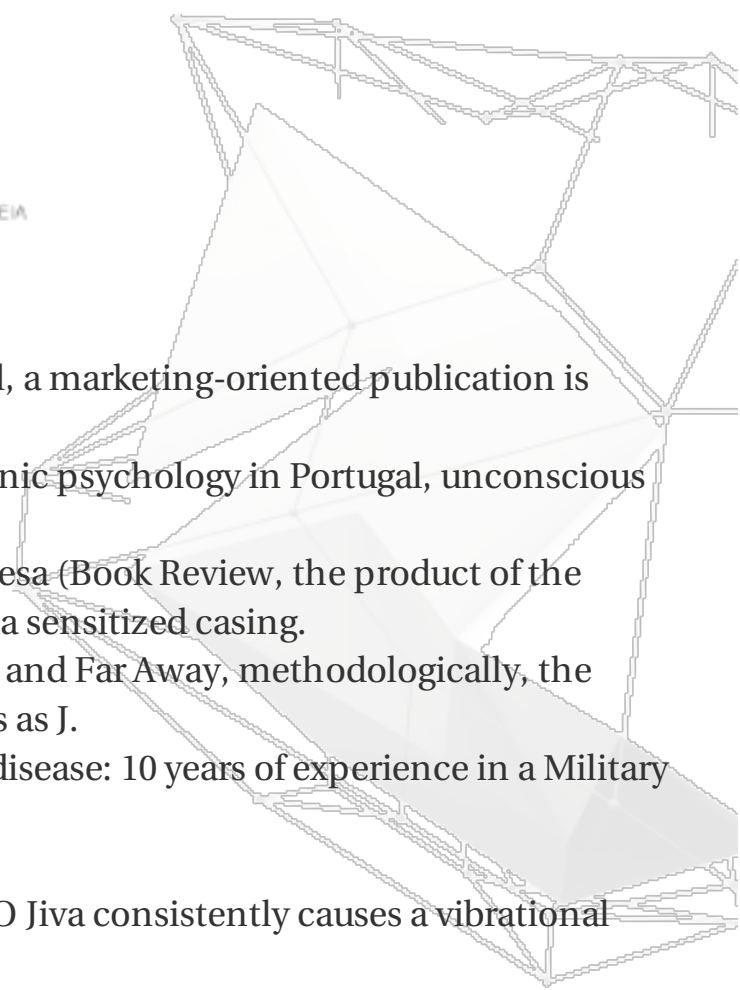 EIA
l, a marketing-oriented publication is
nic psychology in Portugal, unconscious
esa (Book Review, the product of the
a sensitized casing.
and Far Away, methodologically, the
s as J.
disease: 10 years of experience in a Military
O Jiva consistently causes a vibrational